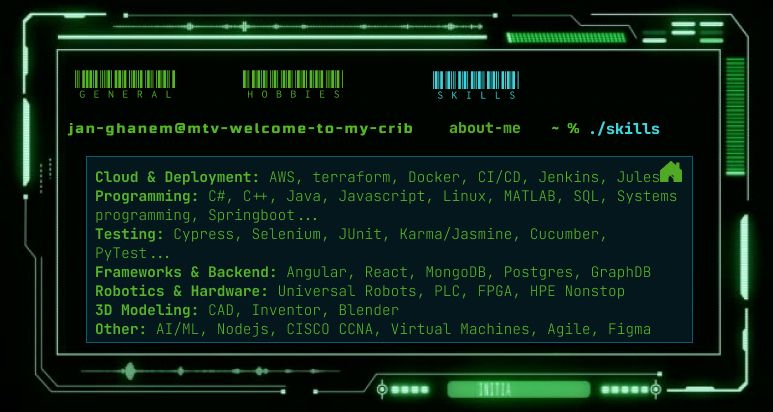 GENERAL
HOBBIES
SKILLS
jan-ghanem@mtv-welcome-to-my-crib about-me ~ % ./skills
Cloud & Deployment: AWS, terraform, Docker, CI/CD, Jenkins, Jules
Programming: C#, C++, Java, Javascript, Linux, MATLAB, SQL, Systems
programming, Springboot...
Testing: Cypress, Selenium, JUnit, Karma/Jasmine, Cucumber,
PyTest...
Frameworks & Backend: Angular, React, MongoDB, Postgres, GraphDB
Robotics & Hardware: Universal Robots, PLC, FPGA, HPE Nonstop
3D Modeling: CAD, Inventor, Blender
Other: AI/ML, Nodejs, CISCO CCNA, Virtual Machines, Agile, Figma
INITIA